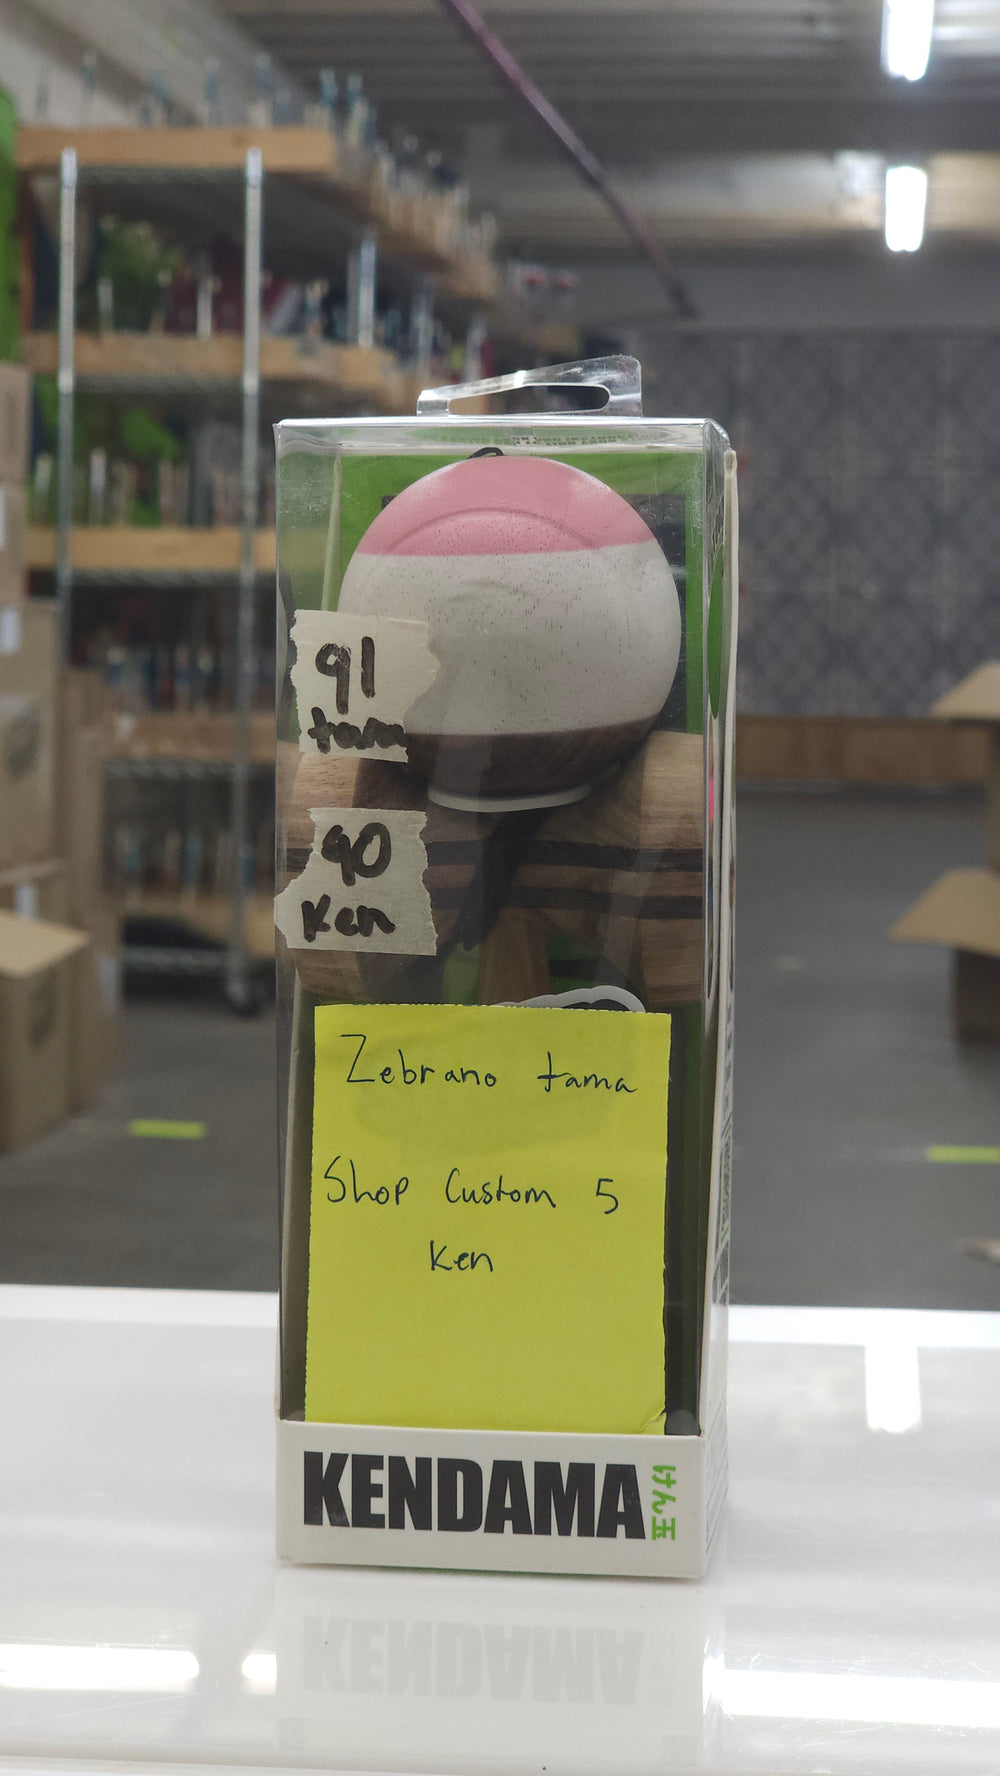 91
tama
90
Ken
Zebrano tama
Shop Custom 5
Ken
KENDAMA
けん玉